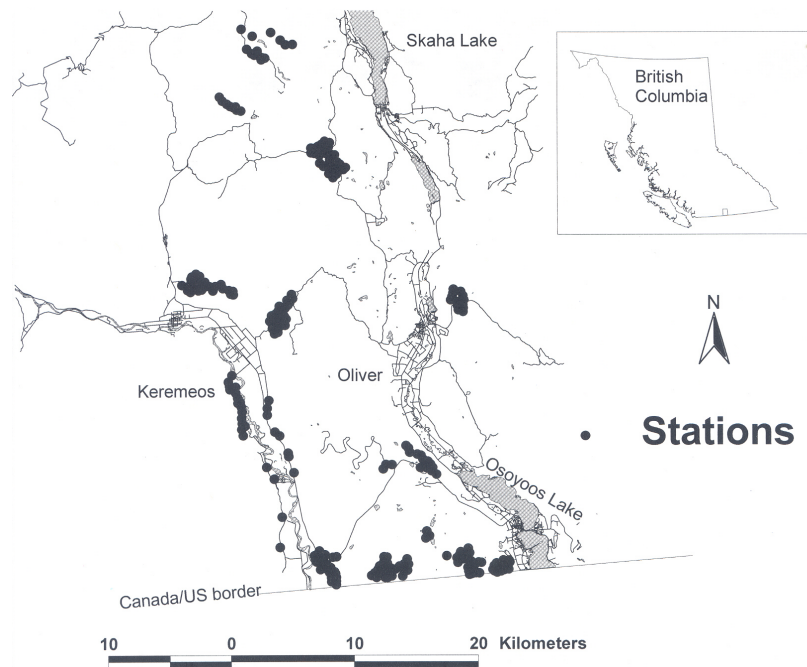 Skaha Lake
British
Columbia
N
Keremeos
Oliver
Stations
Osoyoos Lake
Canada/US border
10 0 10 20 Kilometers